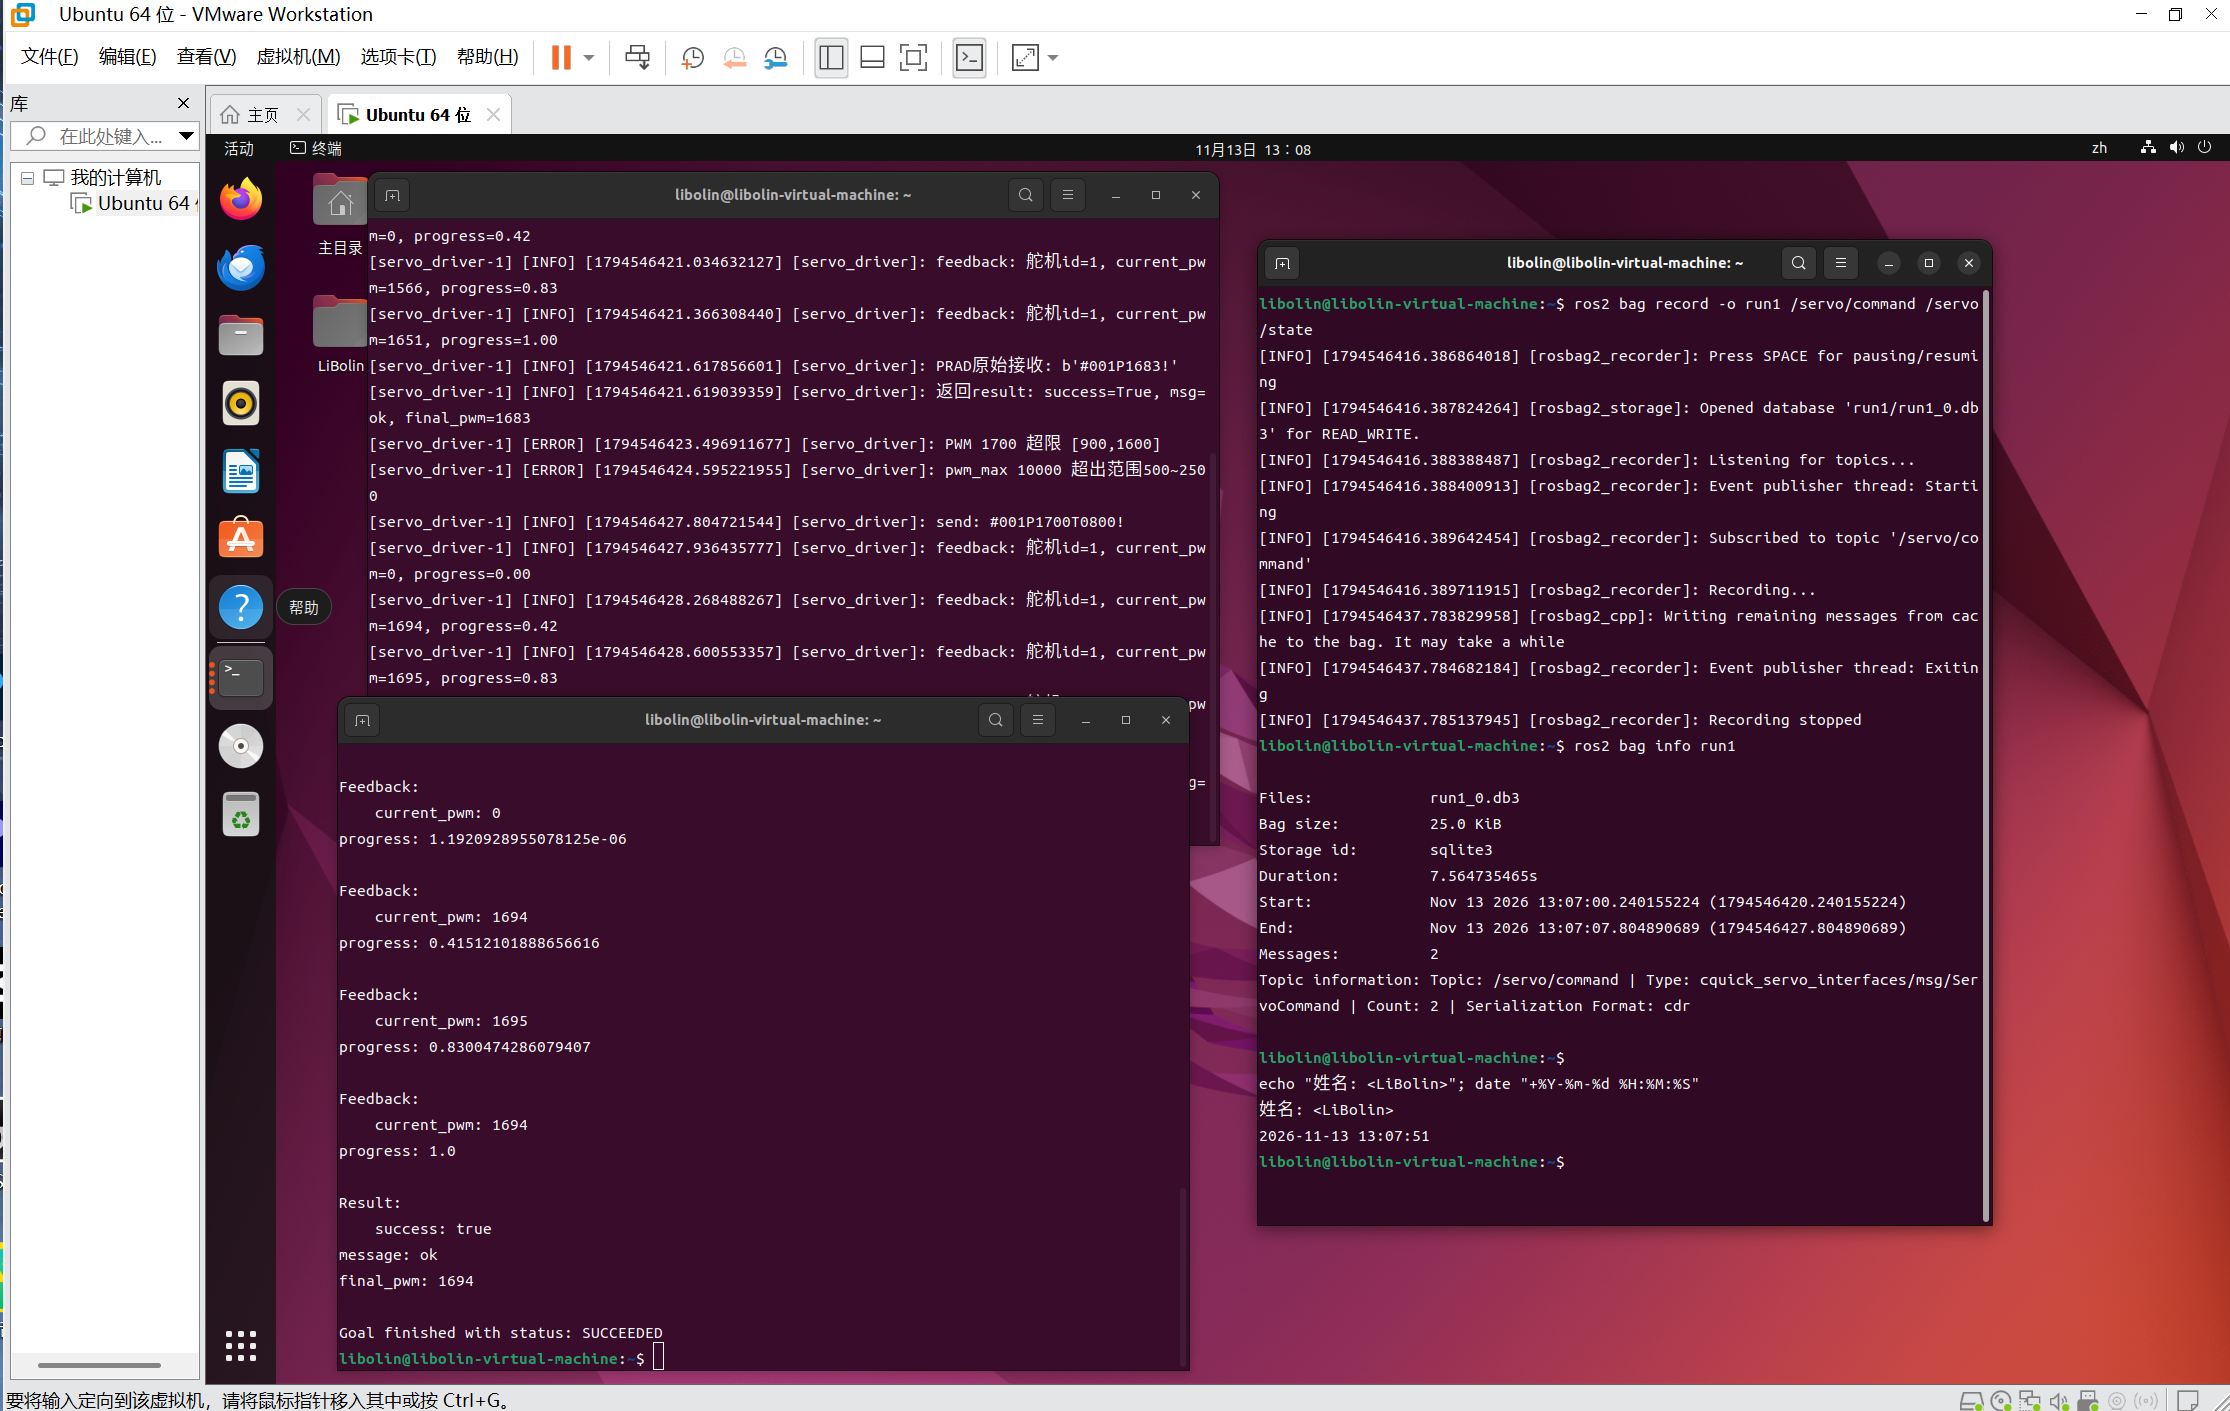 Ubuntu 64 位 - VMware Workstation
文件(F) 编辑(E) 查看(V) 虚拟机(M) 选项卡(T) 帮助(H)
库
在此处键入...
我的计算机
Ubuntu 64
主页
Ubuntu 64 位
活动
终端
11月13日 13：08
zh
主目录
LiBolin
帮助
libolin@libolin-virtual-machine: ~
m=0, progress=0.42
[servo_driver-1] [INFO] [1794546421.034632127] [servo_driver]: feedback: 舵机id=1, current_pw
m=1566, progress=0.83
[servo_driver-1] [INFO] [1794546421.366308440] [servo_driver]: feedback: 舵机id=1, current_pw
m=1651, progress=1.00
[servo_driver-1] [INFO] [1794546421.617856601] [servo_driver]: PRAD原始接收: b'#001P1683!'
[servo_driver-1] [INFO] [1794546421.619039359] [servo_driver]: 返回result: success=True, msg=
ok, final_pwm=1683
[servo_driver-1] [ERROR] [1794546423.496911677] [servo_driver]: PWM 1700 超限 [900,1600]
[servo_driver-1] [ERROR] [1794546424.595221955] [servo_driver]: pwm_max 10000 超出范围500~250
0
[servo_driver-1] [INFO] [1794546427.804721544] [servo_driver]: send: #001P1700T0800!
[servo_driver-1] [INFO] [1794546427.936435777] [servo_driver]: feedback: 舵机id=1, current_pw
m=0, progress=0.00
[servo_driver-1] [INFO] [1794546428.268488267] [servo_driver]: feedback: 舵机id=1, current_pw
m=1694, progress=0.42
[servo_driver-1] [INFO] [1794546428.600553357] [servo_driver]: feedback: 舵机id=1, current_pw
m=1695, progress=0.83
pw
g=
libolin@libolin-virtual-machine: ~
Feedback:
current_pwm: 0
progress: 1.1920928955078125e-06
Feedback:
current_pwm: 1694
progress: 0.41512101888656616
Feedback:
current_pwm: 1695
progress: 0.8300474286079407
Feedback:
current_pwm: 1694
progress: 1.0
Result:
success: true
message: ok
final_pwm: 1694
Goal finished with status: SUCCEEDED
libolin@libolin-virtual-machine:~$
libolin@libolin-virtual-machine: ~
libolin@libolin-virtual-machine:~$ ros2 bag record -o run1 /servo/command /servo
/state
[INFO] [1794546416.386864018] [rosbag2_recorder]: Press SPACE for pausing/resumi
ng
[INFO] [1794546416.387824264] [rosbag2_storage]: Opened database 'run1/run1_0.db
3' for READ_WRITE.
[INFO] [1794546416.388388487] [rosbag2_recorder]: Listening for topics...
[INFO] [1794546416.388400913] [rosbag2_recorder]: Event publisher thread: Starti
ng
[INFO] [1794546416.389642454] [rosbag2_recorder]: Subscribed to topic '/servo/co
mmand'
[INFO] [1794546416.389711915] [rosbag2_recorder]: Recording...
[INFO] [1794546437.783829958] [rosbag2_cpp]: Writing remaining messages from cac
he to the bag. It may take a while
[INFO] [1794546437.784682184] [rosbag2_recorder]: Event publisher thread: Exitin
g
[INFO] [1794546437.785137945] [rosbag2_recorder]: Recording stopped
libolin@libolin-virtual-machine:~$ ros2 bag info run1
Files: run1_0.db3
Bag size: 25.0 KiB
Storage id: sqlite3
Duration: 7.564735465s
Start: Nov 13 2026 13:07:00.240155224 (1794546420.240155224)
End: Nov 13 2026 13:07:07.804890689 (1794546427.804890689)
Messages: 2
Topic information: Topic: /servo/command | Type: cquick_servo_interfaces/msg/Ser
voCommand | Count: 2 | Serialization Format: cdr
libolin@libolin-virtual-machine:~$
echo "姓名: <LiBolin>"; date "+%Y-%m-%d %H:%M:%S"
姓名: <LiBolin>
2026-11-13 13:07:51
libolin@libolin-virtual-machine:~$
要将输入定向到该虚拟机，请将鼠标指针移入其中或按 Ctrl+G。